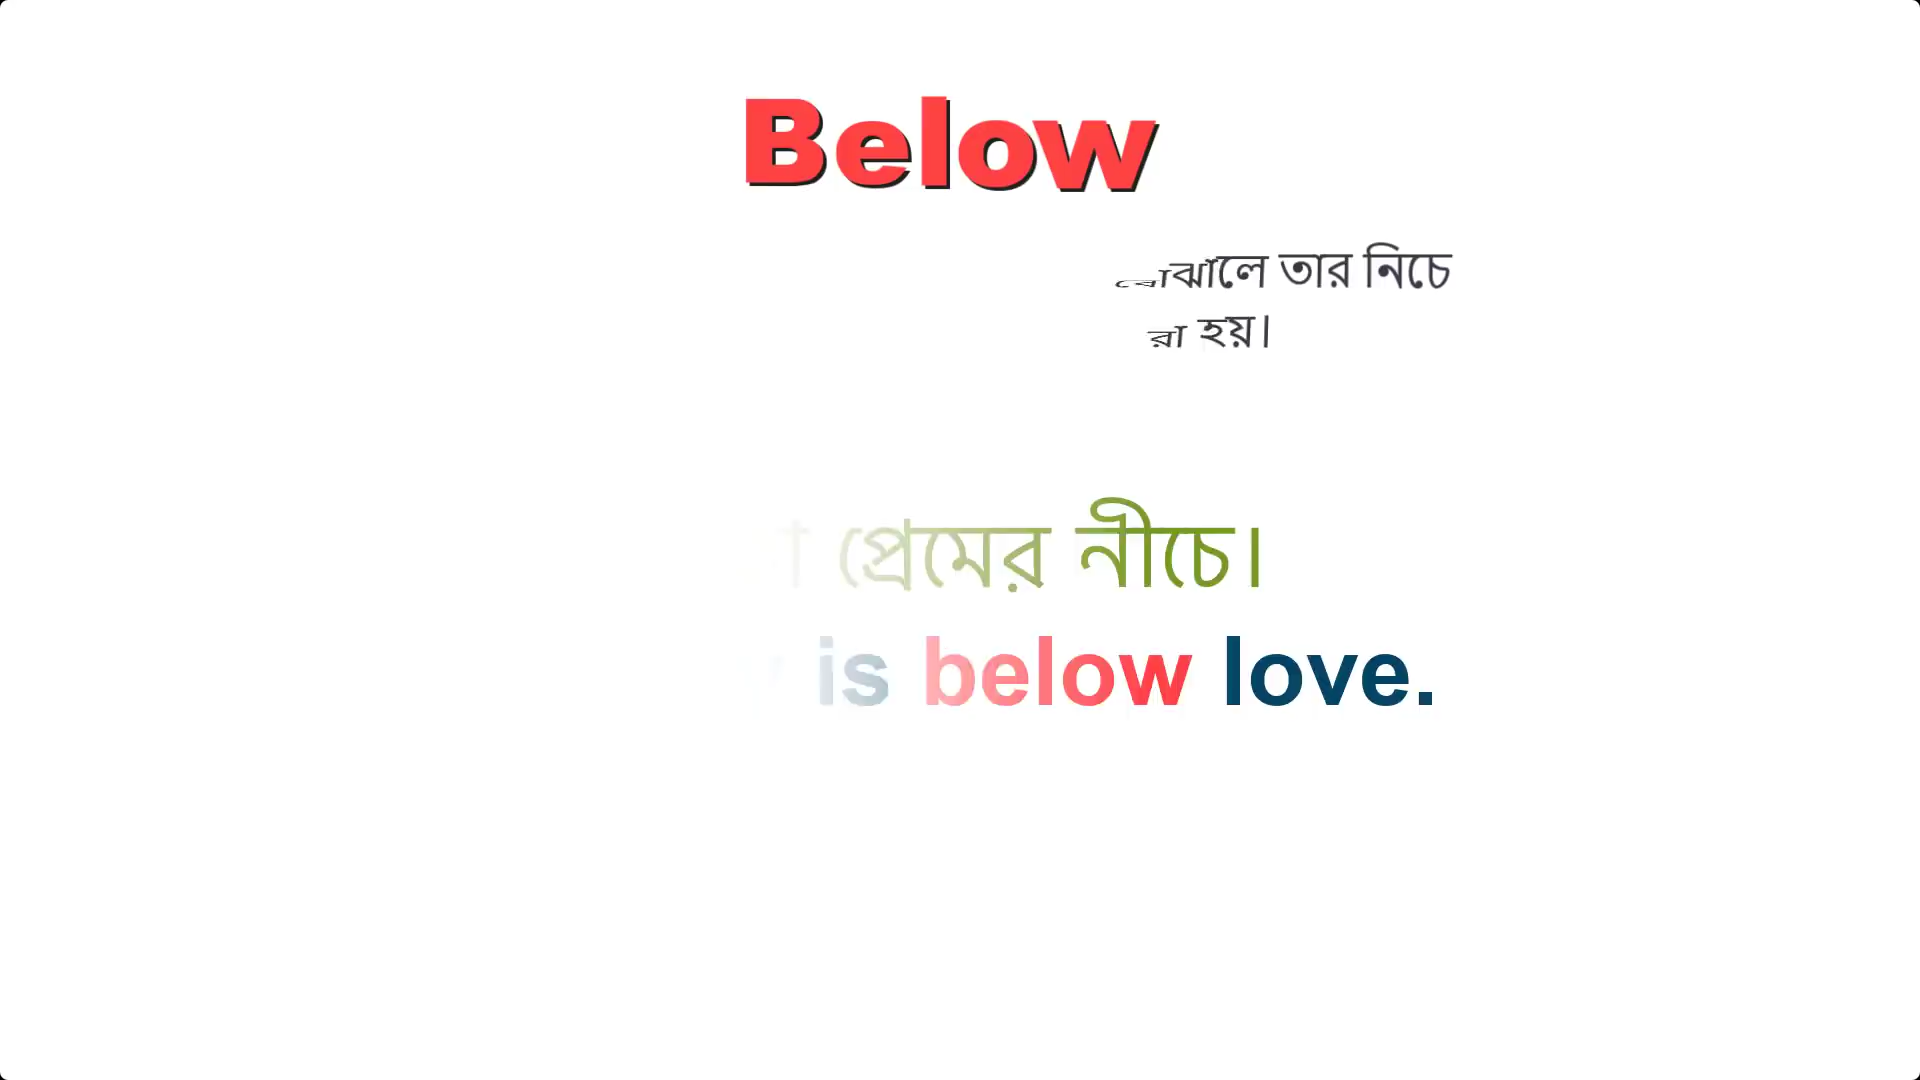 Below
বোঝালে তার নিচে
রা হয়।
প্রেমের নীচে।
is below love.